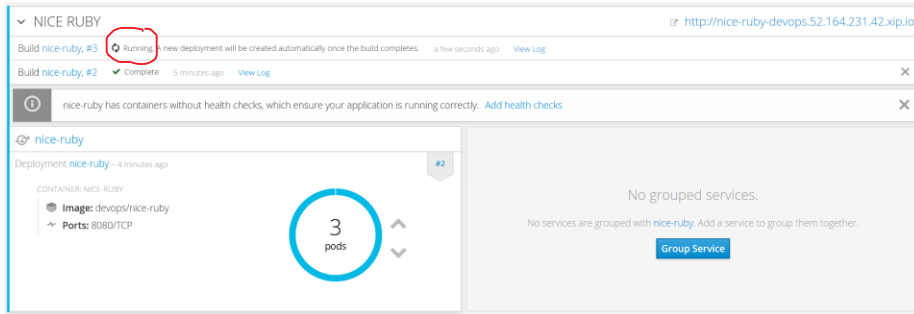 NICE RUBY
http://nice-ruby-devops.52.164.231.42.xip.io
Build nice-ruby, #3 Running. A new deployment will be created automatically once the build completes. a few seconds ago View Log
Build nice-ruby, #2 Complete 5 minutes ago View Log
nice-ruby has containers without health checks, which ensure your application is running correctly. Add health checks
nice-ruby
Deployment nice-ruby - 4 minutes ago
#2
CONTAINER: NICE-RUBY
Image: devops/nice-ruby
Ports: 8080/TCP
3
pods
No grouped services.
No services are grouped with nice-ruby. Add a service to group them together.
Group Service